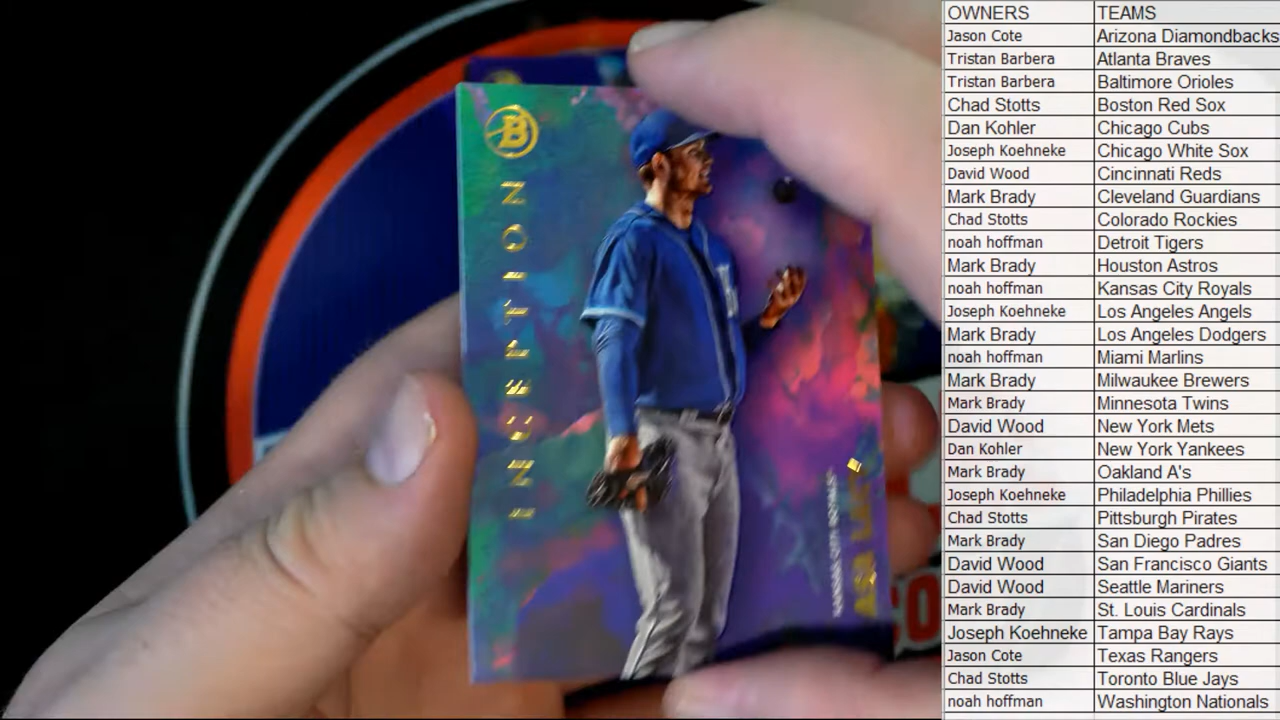 B
INCEPTION
KANSAS CITY ROYALS
ASA LACY
OWNERS TEAMS
Jason Cote Arizona Diamondbacks
Tristan Barbera Atlanta Braves
Tristan Barbera Baltimore Orioles
Chad Stotts Boston Red Sox
Dan Kohler Chicago Cubs
Joseph Koehneke Chicago White Sox
David Wood Cincinnati Reds
Mark Brady Cleveland Guardians
Chad Stotts Colorado Rockies
noah hoffman Detroit Tigers
Mark Brady Houston Astros
noah hoffman Kansas City Royals
Joseph Koehneke Los Angeles Angels
Mark Brady Los Angeles Dodgers
noah hoffman Miami Marlins
Mark Brady Milwaukee Brewers
Mark Brady Minnesota Twins
David Wood New York Mets
Dan Kohler New York Yankees
Mark Brady Oakland A's
Joseph Koehneke Philadelphia Phillies
Chad Stotts Pittsburgh Pirates
Mark Brady San Diego Padres
David Wood San Francisco Giants
David Wood Seattle Mariners
Mark Brady St. Louis Cardinals
Joseph Koehneke Tampa Bay Rays
Jason Cote Texas Rangers
Chad Stotts Toronto Blue Jays
noah hoffman Washington Nationals